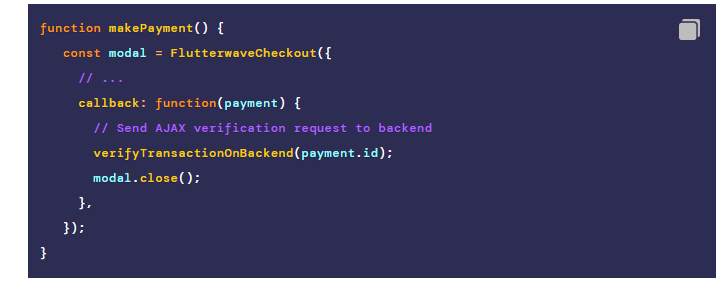 function makePayment() {
const modal = FlutterwaveCheckout({
// ...
callback: function(payment) {
// Send AJAX verification request to backend
verifyTransactionOnBackend(payment.id);
modal.close();
},
});
}